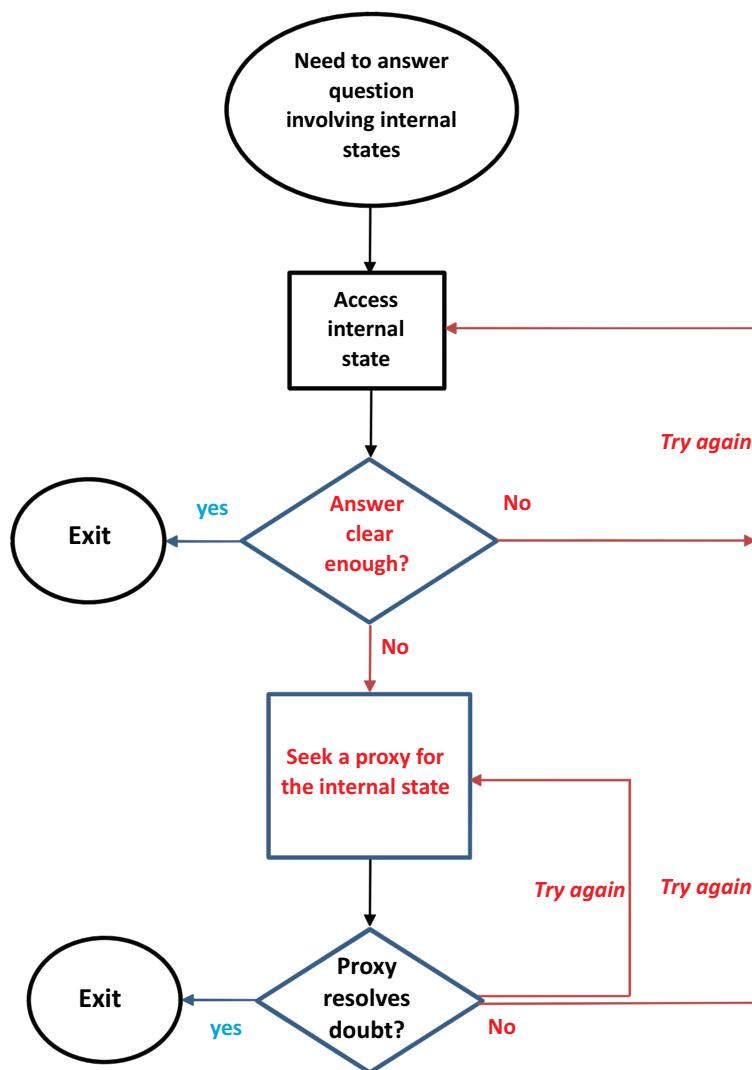 Need to answer
question
involving internal
states
Access
internal
state
Try again
yes
Answer
clear
enough?
No
Exit
No
Seek a proxy for
the internal state
Try again
Try again
Proxy
resolves
doubt?
Exit
yes
No